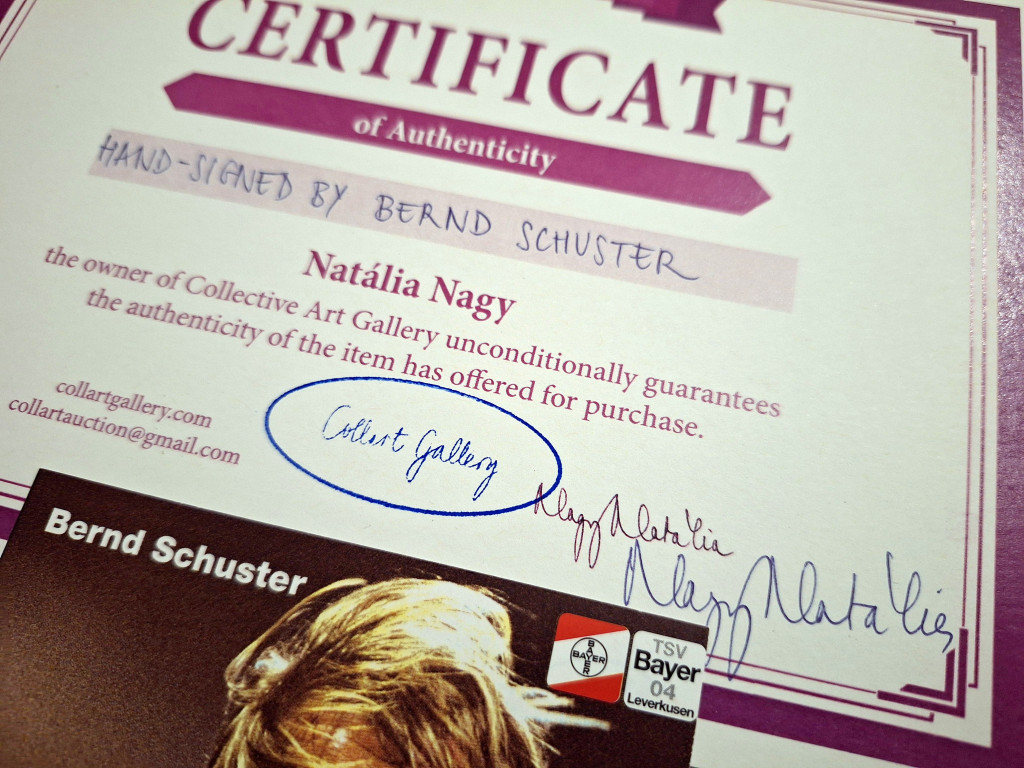 CERTIFICATE
of Authenticity
HAND-SIGNED BY BERND SCHUSTER
Natália Nagy
the owner of Collective Art Gallery unconditionally guarantees
the authenticity of the item has offered for purchase.
collartgallery.com
collartauction@gmail.com
Collart Gallery
Nagy Natália
Nagy Natália
Bernd Schuster
BAYER
BAYER
TSV
Bayer
04
Leverkusen